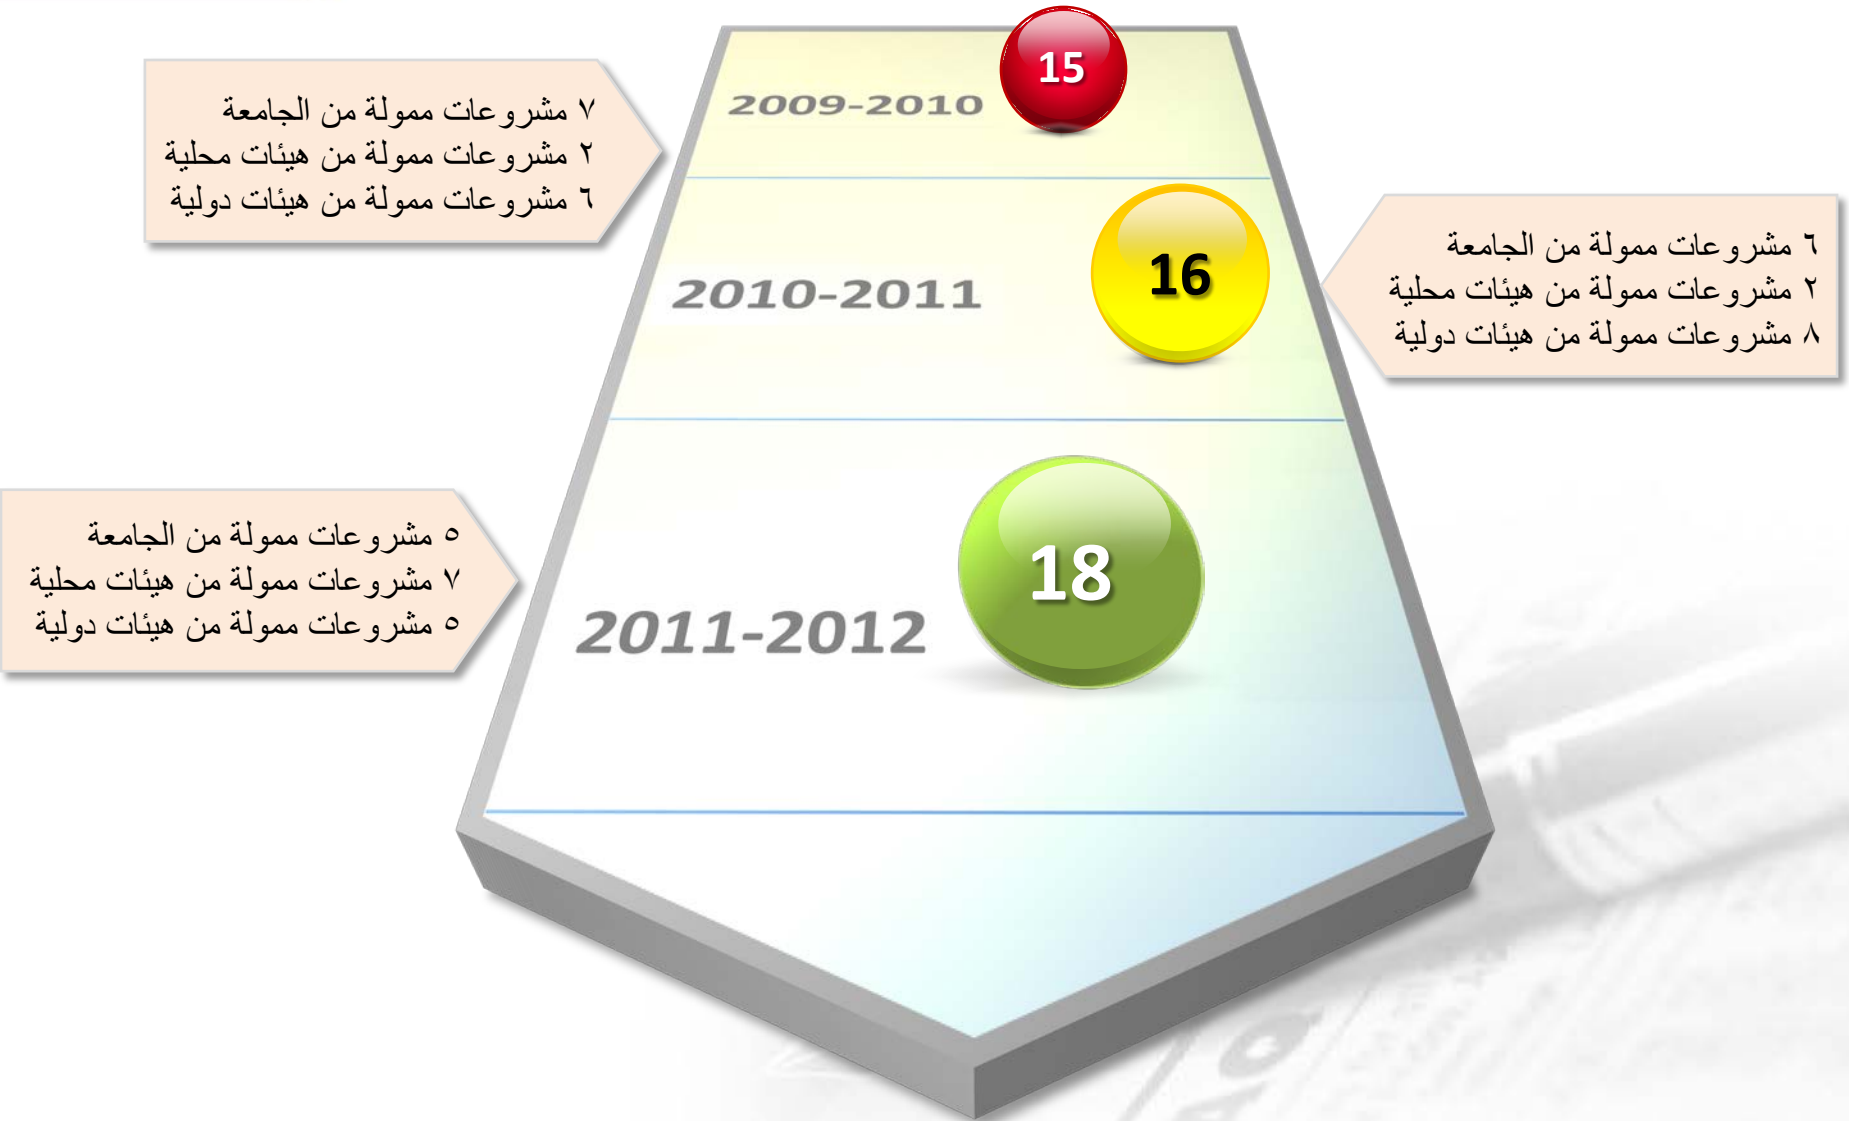 15
2009-2010
٧ مشروعات ممولة من الجامعة
٢ مشروعات ممولة من هيئات محلية
٦ مشروعات ممولة من هيئات دولية
16
2010-2011
٦ مشروعات ممولة من الجامعة
٢ مشروعات ممولة من هيئات محلية
٨ مشروعات ممولة من هيئات دولية
18
2011-2012
٥ مشروعات ممولة من الجامعة
٧ مشروعات ممولة من هيئات محلية
٥ مشروعات ممولة من هيئات دولية